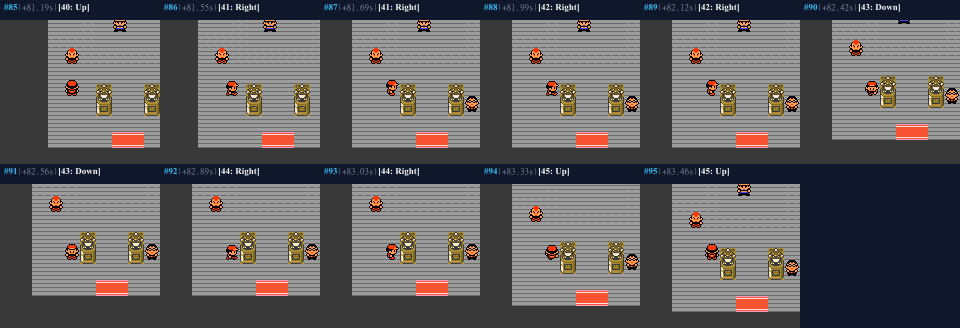 #85|+81.19s|[40: Up]
#86|+81.55s|[41: Right]
#87|+81.69s|[41: Right]
#88|+81.99s|[42: Right]
#89|+82.12s|[42: Right]
#90|+82.42s|[43: Down]
#91|+82.56s|[43: Down]
#92|+82.89s|[44: Right]
#93|+83.03s|[44: Right]
#94|+83.33s|[45: Up]
#95|+83.46s|[45: Up]